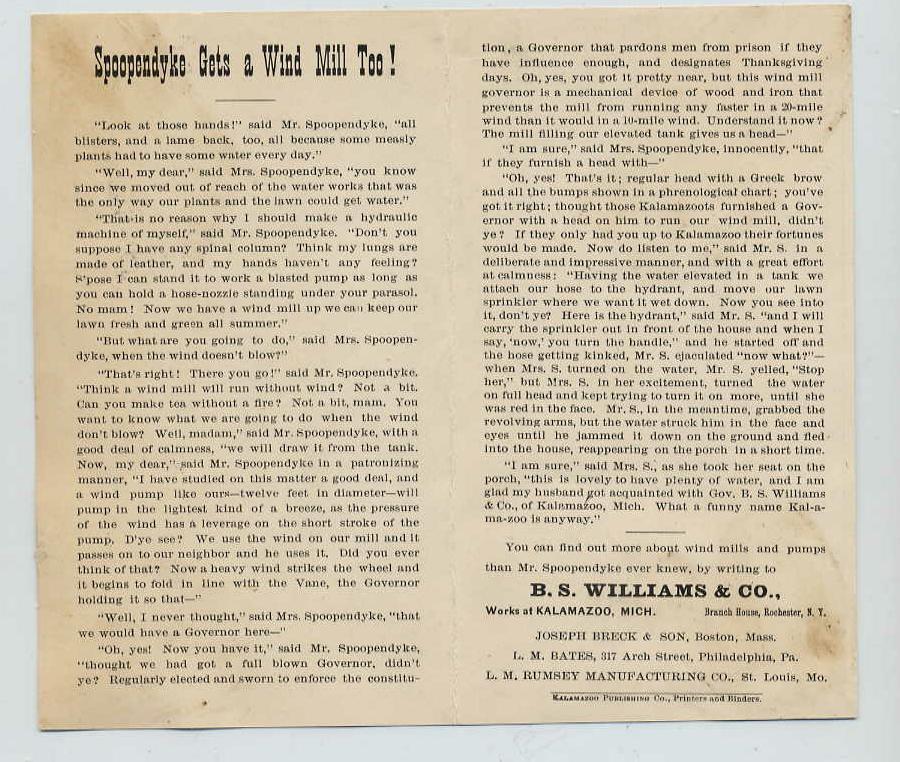 Spoopendyke Gets a Wind Mill Too!
"Look at those hands!" said Mr. Spoopendyke, "all
blisters, and a lame back, too, all because some measly
plants had to have some water every day."
"Well, my dear," said Mrs. Spoopendyke, "you know
since we moved out of reach of the water works that was
the only way our plants and the lawn could get water."
"That is no reason why I should make a hydraulic
machine of myself," said Mr. Spoopendyke. "Don't you
suppose I have any spinal column? Think my lungs are
made of leather, and my hands haven't any feeling?
S'pose I can stand it to work a blasted pump as long as
you can hold a hose-nozzle standing under your parasol.
No mam! Now we have a wind mill up we can keep our
lawn fresh and green all summer."
"But what are you going to do," said Mrs. Spoopen-
dyke, when the wind doesn't blow?"
"That's right! There you go!" said Mr. Spoopendyke.
"Think a wind mill will run without wind? Not a bit.
Can you make tea without a fire? Not a bit, mam. You
want to know what we are going to do when the wind
don't blow? Well, madam," said Mr. Spoopendyke, with a
good deal of calmness, "we will draw it from the tank.
Now, my dear," said Mr. Spoopendyke in a patronizing
manner, "I have studied on this matter a good deal, and
a wind pump like ours—twelve feet in diameter—will
pump in the lightest kind of a breeze, as the pressure
of the wind has a leverage on the short stroke of the
pump, D'ye see? We use the wind on our mill and it
passes on to our neighbor and he uses it. Did you ever
think of that? Now a heavy wind strikes the wheel and
it begins to fold in line with the Vane, the Governor
holding it so that—"
"Well, I never thought," said Mrs. Spoopendyke, "that
we would have a Governor here—"
"Oh, yes! Now you have it," said Mr. Spoopendyke,
"thought we had got a full blown Governor, didn't
ye? Regularly elected and sworn to enforce the constitu-
tion, a Governor that pardons men from prison if they
have influence enough, and designates Thanksgiving
days. Oh, yes, you got it pretty near, but this wind mill
governor is a mechanical device of wood and iron that
prevents the mill from running any faster in a 20-mile
wind than it would in a 10-mile wind. Understand it now?
The mill filling our elevated tank gives us a head—"
"I am sure," said Mrs. Spoopendyke, innocently, "that
if they furnish a head with—"
"Oh, yes! That's it; regular head with a Greek brow
and all the bumps shown in a phrenological chart; you've
got it right; thought those Kalamazoots furnished a Gov-
ernor with a head on him to run our wind mill, didn't
ye? If they only had you up to Kalamazoo their fortunes
would be made. Now do listen to me," said Mr. S. in a
deliberate and impressive manner, and with a great effort
at calmness: "Having the water elevated in a tank we
attach our hose to the hydrant, and move our lawn
sprinkler where we want it wet down. Now you see into
it, don't ye? Here is the hydrant," said Mr. S. "and I will
carry the sprinkler out in front of the house and when I
say, 'now,' you turn the handle," and he started off and
the hose getting kinked, Mr. S. ejaculated "now what?"—
when Mrs. S. turned on the water, Mr. S. yelled, "Stop
her," but Mrs. S. in her excitement, turned the water
on full head and kept trying to turn it on more, until she
was red in the face. Mr. S., in the meantime, grabbed the
revolving arms, but the water struck him in the face and
eyes until he jammed it down on the ground and fled
into the house, reappearing on the porch in a short time.
"I am sure," said Mrs. S., as she took her seat on the
porch, "this is lovely to have plenty of water, and I am
glad my husband got acquainted with Gov. B. S. Williams
& Co., of Kalamazoo, Mich. What a funny name Kal-a-
ma-zoo is anyway."
You can find out more about wind mills and pumps
than Mr. Spoopendyke ever knew, by writing to
B. S. WILLIAMS & CO.,
Works at KALAMAZOO, MICH. Branch House, Rochester, N. Y.
JOSEPH BRECK & SON, Boston, Mass.
L. M. BATES, 317 Arch Street, Philadelphia, Pa.
L. M. RUMSEY MANUFACTURING CO., St. Louis, Mo.
KALAMAZOO PUBLISHING CO., Printers and Binders.